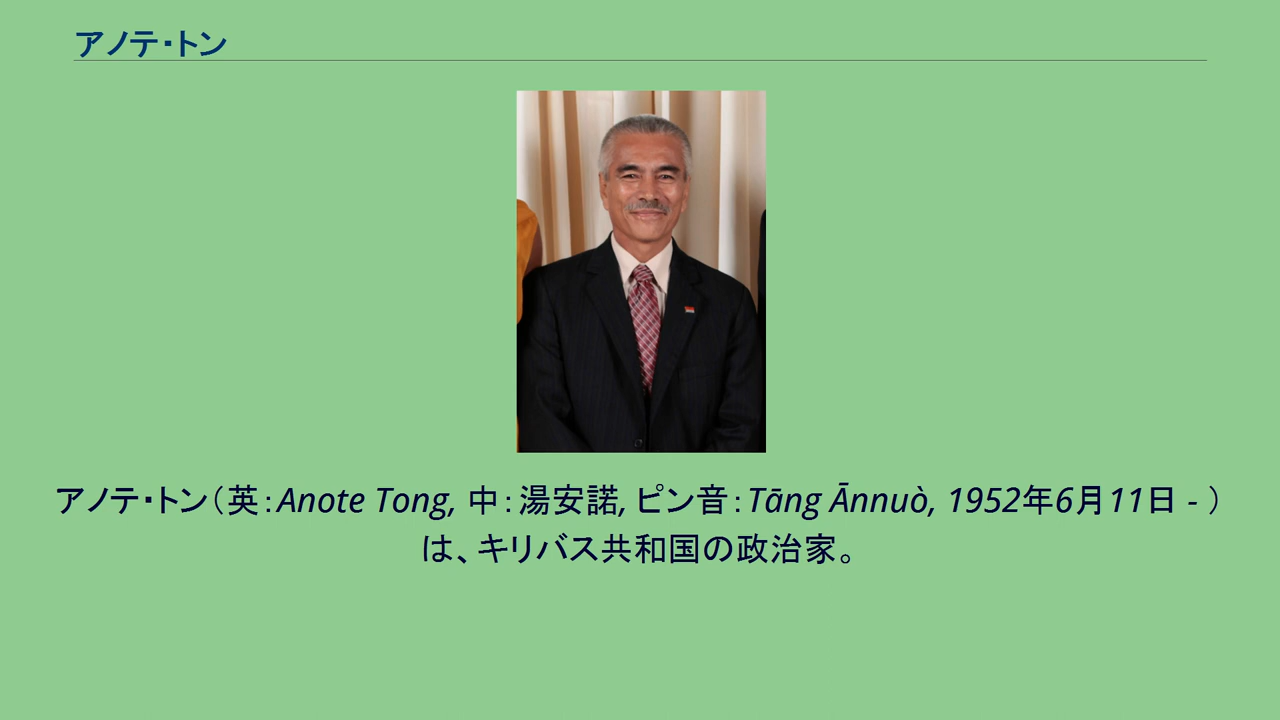 アノテ・トン
アノテ・トン（英：Anote Tong, 中：湯安諾, ピン音：Tāng Ānnuò, 1952年6月11日 - ）
は、キリバス共和国の政治家。